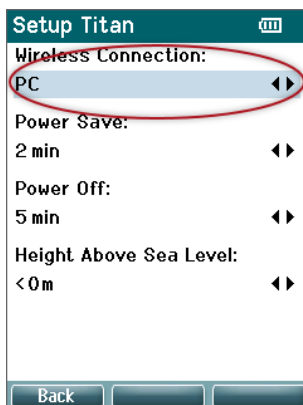 Setup Titan
Wireless Connection:
PC
Power Save:
2 min
Power Off:
5 min
Height Above Sea Level:
<0m
Back